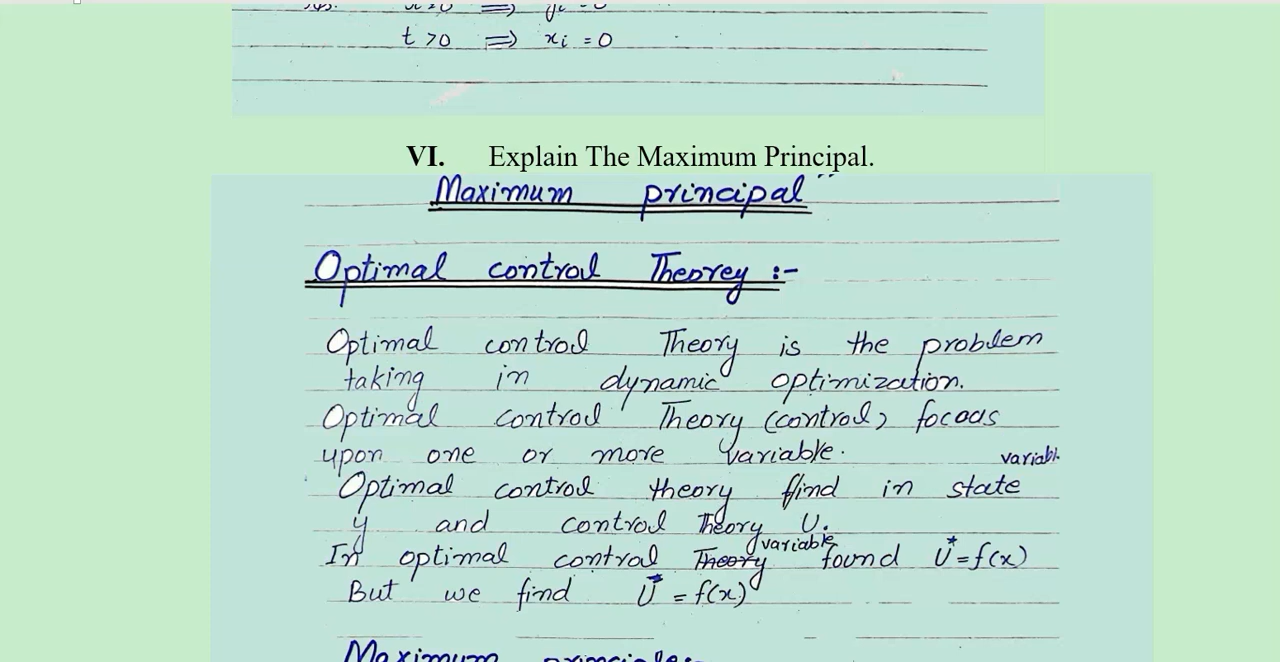 t >0 ⟹ xi = 0
VI. Explain The Maximum Principal.
Maximum principal
Optimal control Theorey :-
Optimal control Theory is the problem
taking in dynamic optimization.
Optimal control Theory (control) focous
upon one or more variable.
variabl
Optimal control theory find in state
y and control Theory U.
variable
In optimal control Theory found U* = f(x)
But we find U* = f(x)
Maximum principle: